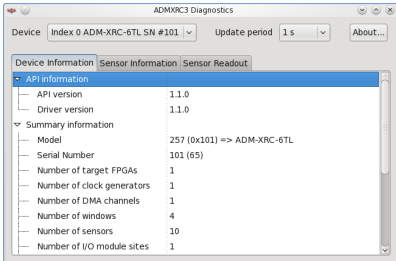 ADMXRC3 Diagnostics
Device Index 0 ADM-XRC-6TL SN #101 Update period 1 s About...
Device Information Sensor Information Sensor Readout
API information
API version 1.1.0
Driver version 1.1.0
Summary information
Model 257 (0x101) => ADM-XRC-6TL
Serial Number 101 (65)
Number of target FPGAs 1
Number of clock generators 1
Number of DMA channels 1
Number of windows 4
Number of sensors 10
Number of I/O module sites 1